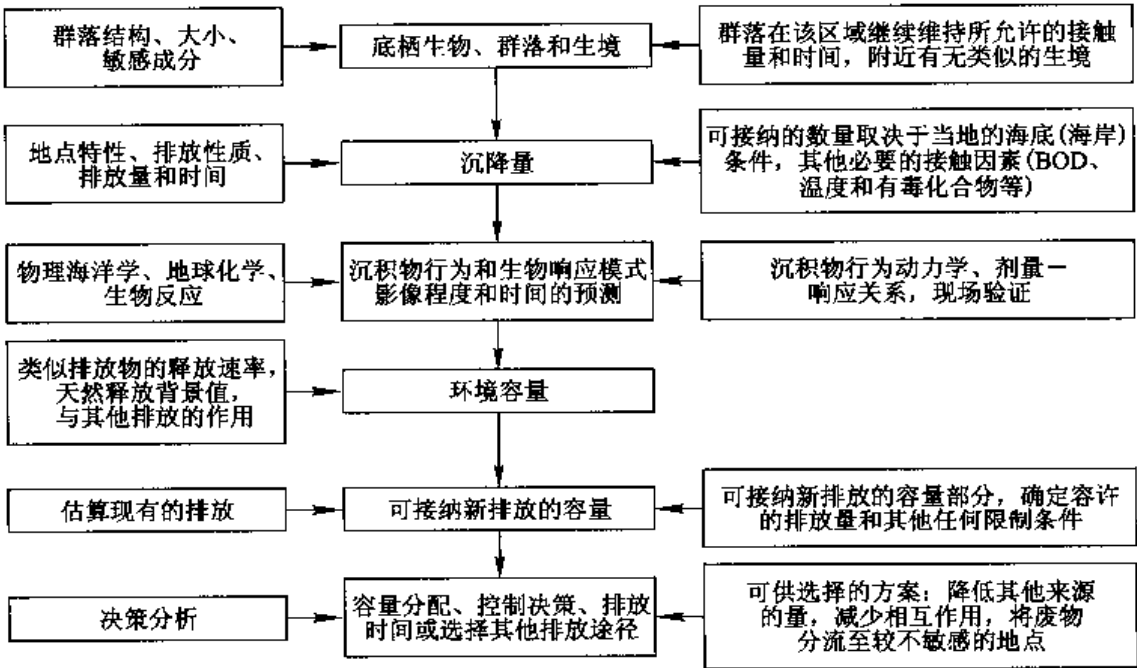 群落结构、大小、
敏感成分
底栖生物、群落和生境
群落在该区域继续维持所允许的接触
量和时间，附近有无类似的生境
地点特性、排放性质、
排放量和时间
沉降量
可接纳的数量取决于当地的海底(海岸)
条件，其他必要的接触因素(BOD、
温度和有毒化合物等)
物理海洋学、地球化学、
生物反应
沉积物行为和生物响应模式
影像程度和时间的预测
沉积物行为动力学、剂量—
响应关系，现场验证
类似排放物的释放速率，
天然释放背景值，
与其他排放的作用
环境容量
估算现有的排放
可接纳新排放的容量
可接纳新排放的容量部分，确定容许
的排放量和其他任何限制条件
决策分析
容量分配、控制决策、排放
时间或选择其他排放途径
可供选择的方案：降低其他来源
的量，减少相互作用，将废物
分流至较不敏感的地点